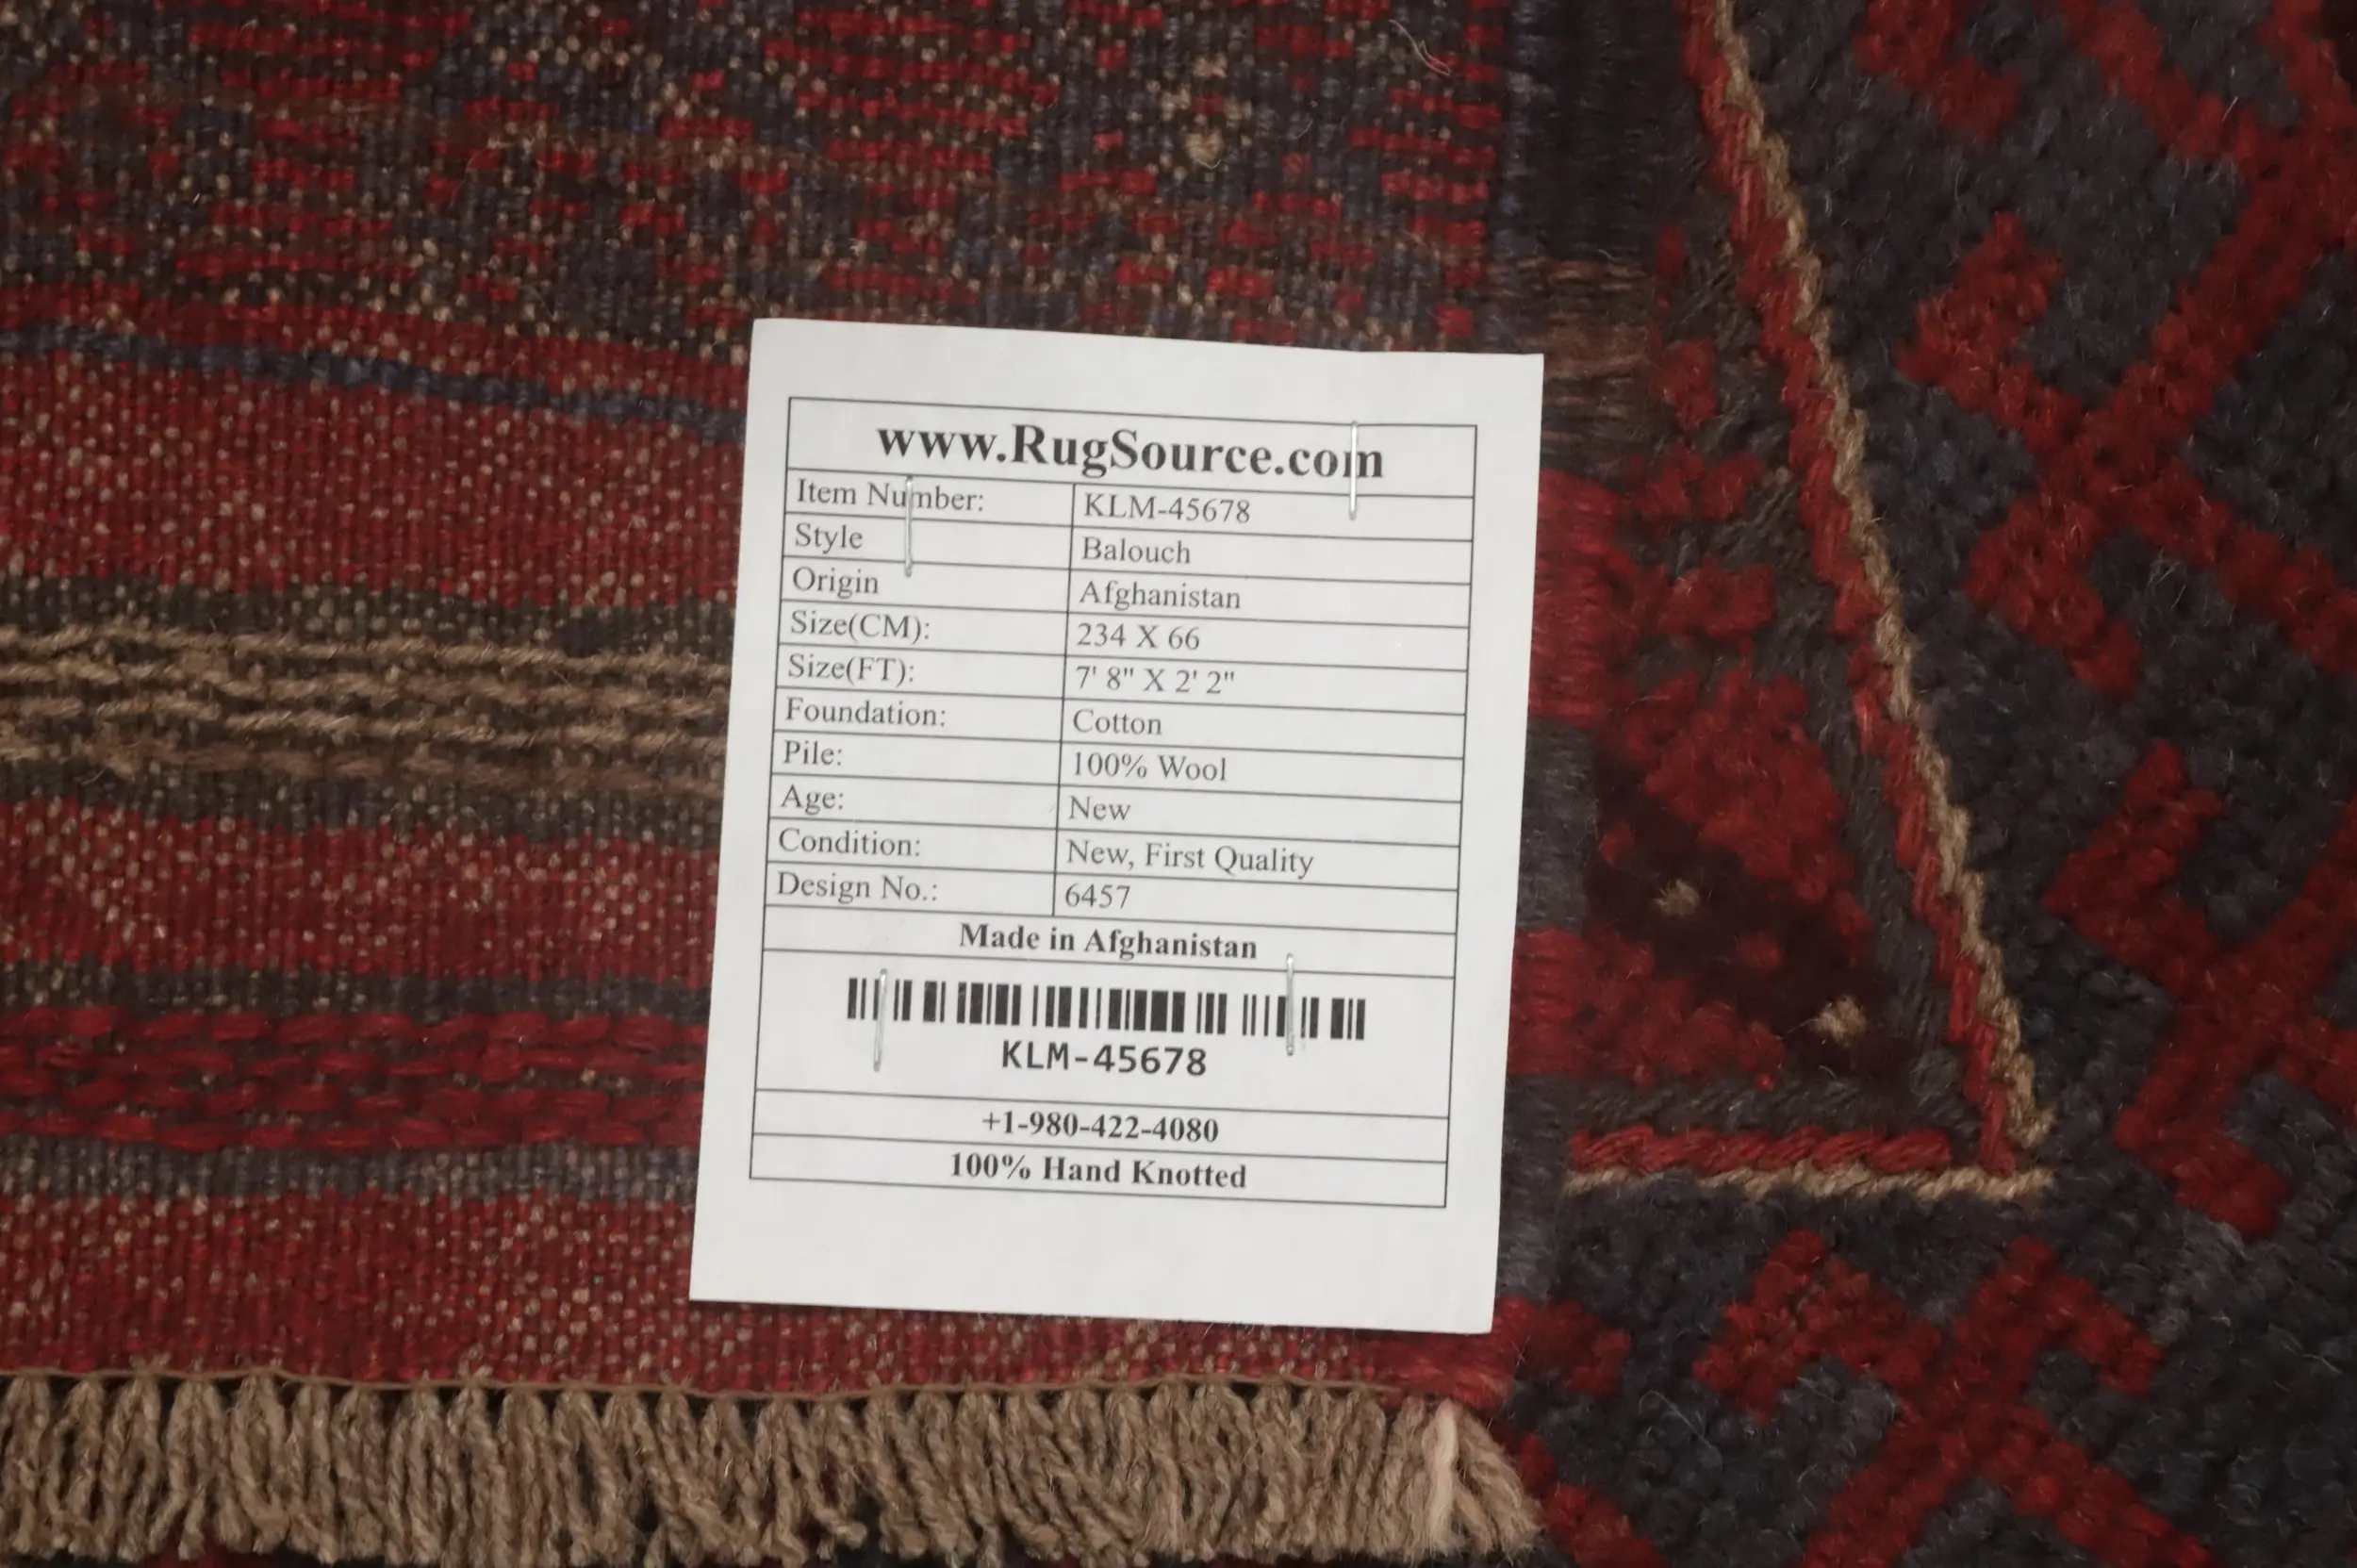 www.RugSource.com
Item Number: KLM-45678
Style Balouch
Origin Afghanistan
Size(CM): 234 X 66
Size(FT): 7' 8" X 2' 2"
Foundation: Cotton
Pile: 100% Wool
Age: New
Condition: New, First Quality
Design No.: 6457
Made in Afghanistan
KLM-45678
+1-980-422-4080
100% Hand Knotted